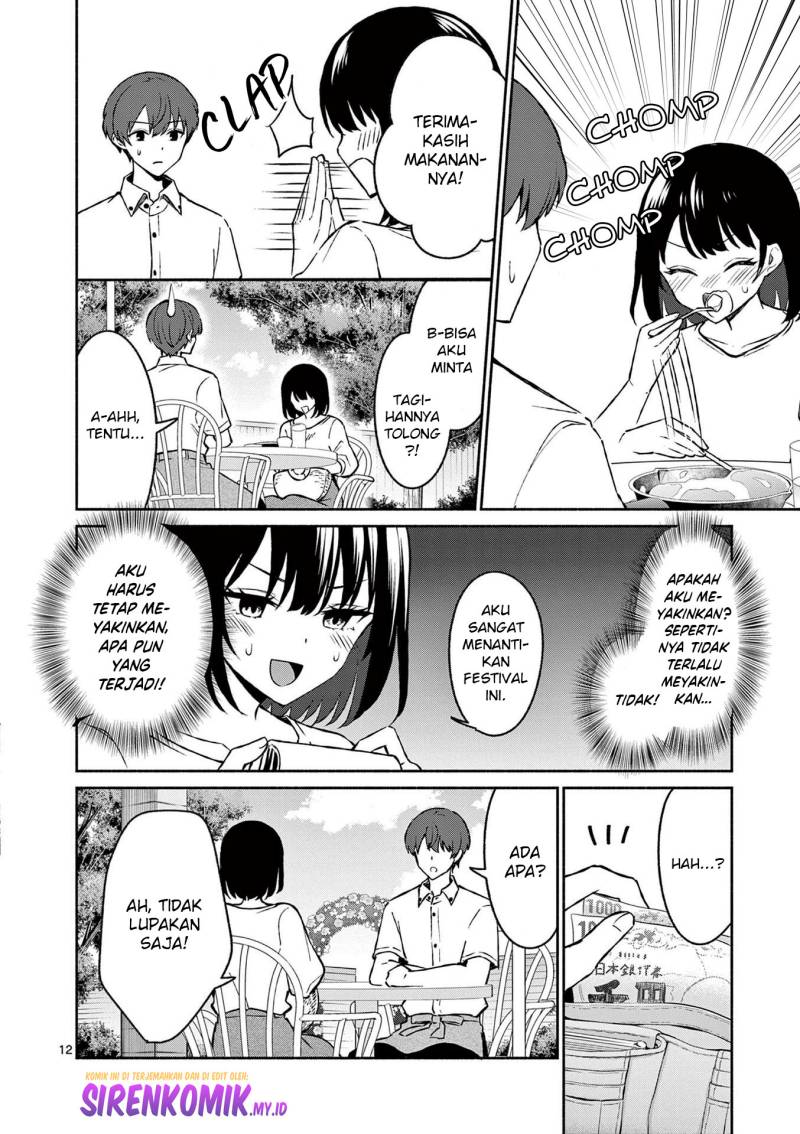 CHOMP
CHOMP
CHOMP
TERIMA-
KASIH
MAKANAN-
NYA!
CLAP
B-BISA
AKU
MINTA
TAGI-
HANNYA
TOLONG
?!
A-AHH,
TENTU...
APAKAH
AKU ME-
YAKINKAN?
SEPERTI-
NYA TIDAK
TERLALU
MEYAKIN-
KAN...
TIDAK!
AKU
SANGAT
MENANTI-
KAN
FESTIVAL
INI.
AKU
HARUS
TETAP ME-
YAKINKAN,
APA PUN
YANG
TERJADI!
HAH...?
1000
10
日本銀行券
千円
ADA
APA?
AH, TIDAK
LUPAKAN
SAJA!
12
KOMIK INI DI TERJEMAHKAN DAN DI EDIT OLEH:
SIRENKOMIK.MY.ID